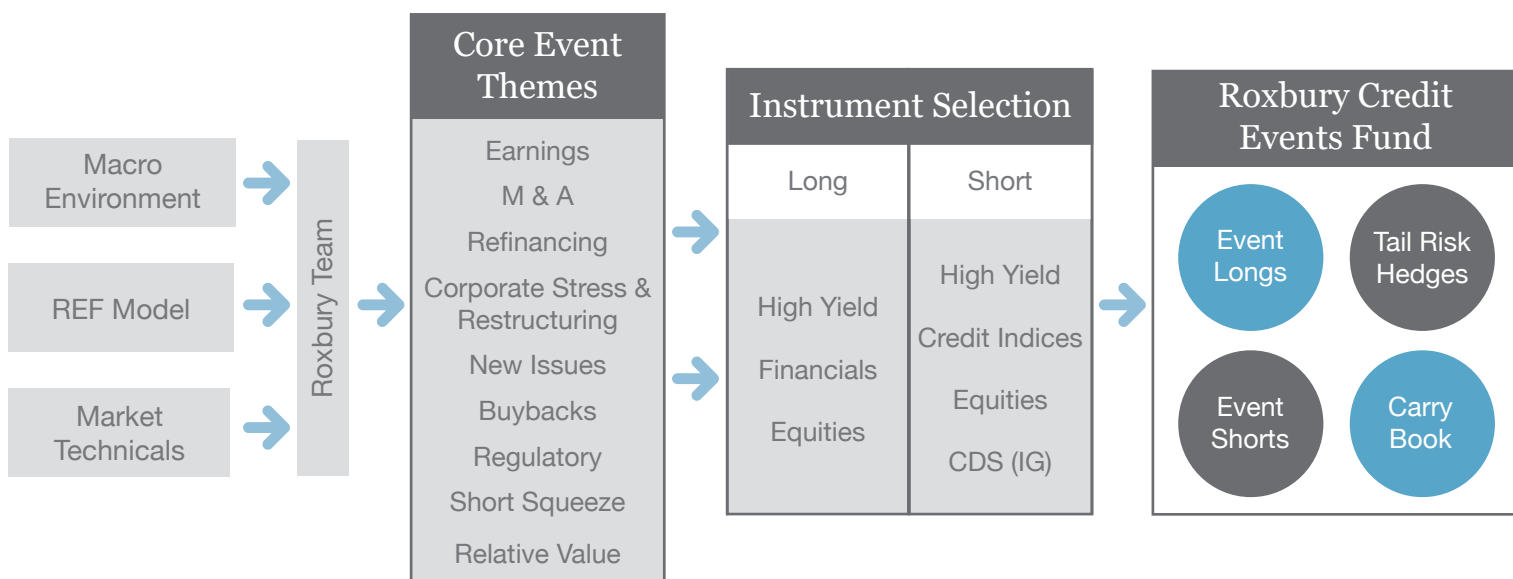 Macro
Environment
REF Model
Market
Technicals
Roxbury Team
Core Event
Themes
Earnings
M & A
Refinancing
Corporate Stress &
Restructuring
New Issues
Buybacks
Regulatory
Short Squeeze
Relative Value
Instrument Selection
Long
High Yield
Financials
Equities
Short
High Yield
Credit Indices
Equities
CDS (IG)
Roxbury Credit
Events Fund
Event
Longs
Tail Risk
Hedges
Event
Shorts
Carry
Book